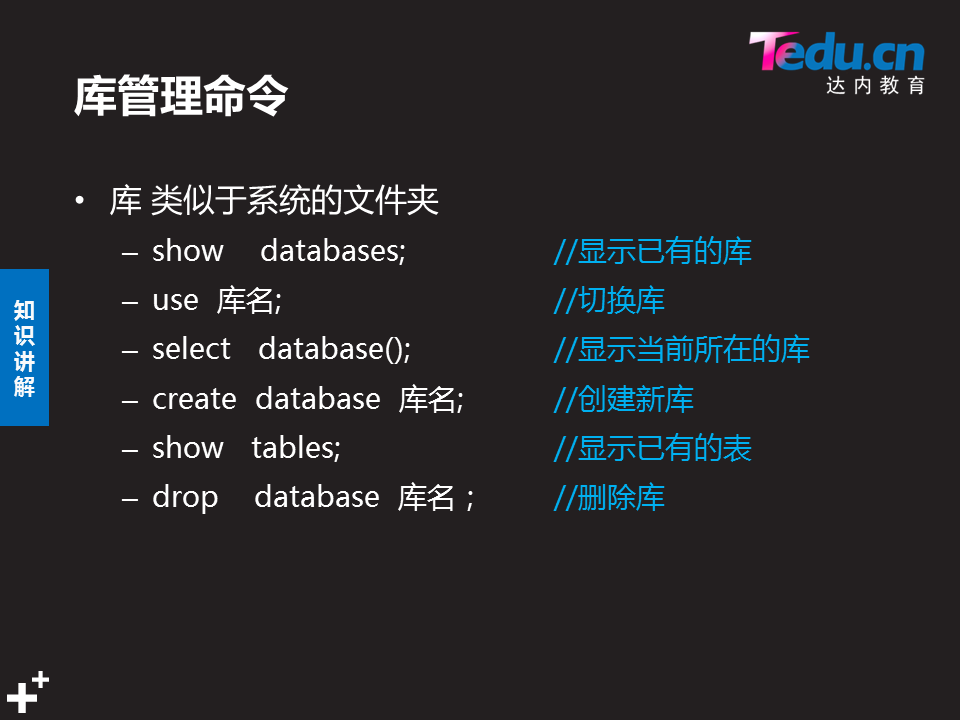 Tedu.cn
达内教育
库管理命令
• 库 类似于系统的文件夹
– show databases; //显示已有的库
– use 库名; //切换库
– select database(); //显示当前所在的库
– create database 库名; //创建新库
– show tables; //显示已有的表
– drop database 库名； //删除库
知识讲解